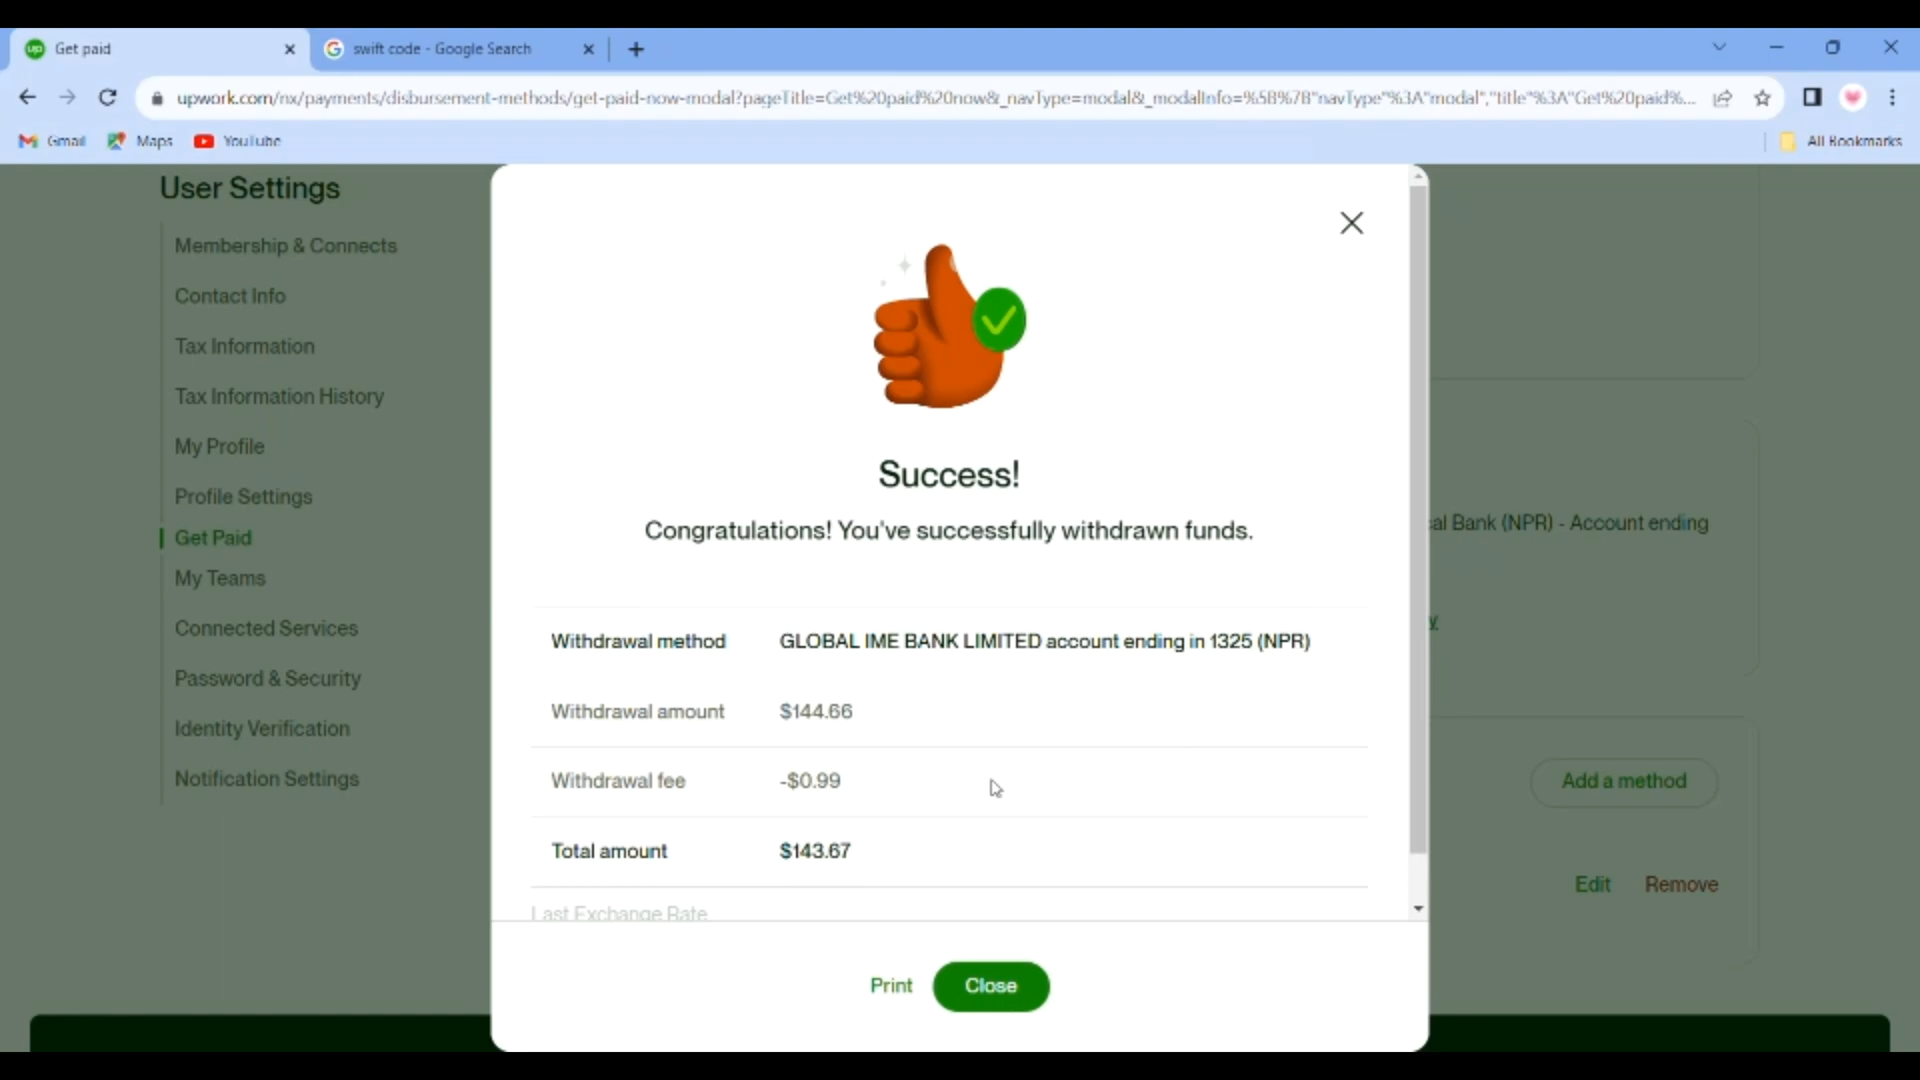 Get paid
swift code - Google Search
upwork.com/nx/payments/disbursement-methods/get-paid-now-modal?pageTitle=Get%20paid%20now&_navType=modal&_modalInfo=%5B%7B"navType"%3A"modal","title"%3A"Get%20paid%...
Gmail
Maps
YouTube
All Bookmarks
User Settings
Membership & Connects
Contact Info
Tax Information
Tax Information History
My Profile
Profile Settings
Get Paid
My Teams
Connected Services
Password & Security
Identity Verification
Notification Settings
Success!
Congratulations! You've successfully withdrawn funds.
Withdrawal method GLOBAL IME BANK LIMITED account ending in 1325 (NPR)
Withdrawal amount $144.66
Withdrawal fee -$0.99
Total amount $143.67
Last Exchange Rate
Print
Close
al Bank (NPR) - Account ending
y
Add a method
Edit
Remove